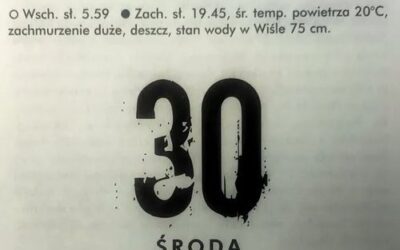 ○ Wsch. sł. 5.59 ● Zach. sł. 19.45, śr. temp. powietrza 20°C,
zachmurzenie duże, deszcz, stan wody w Wiśle 75 cm.
30
ŚRODA